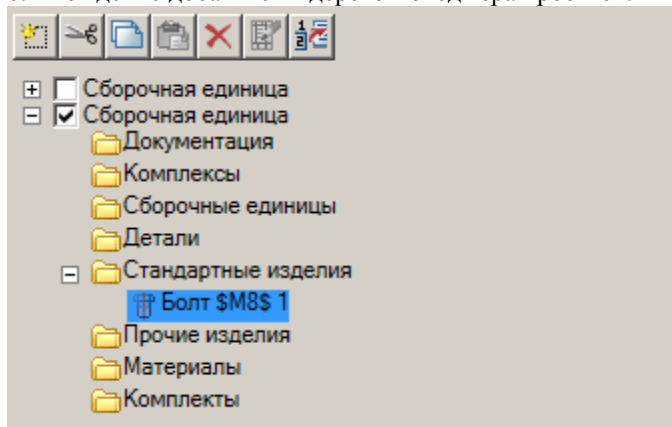 Сборочная единица
Сборочная единица
Документация
Комплексы
Сборочные единицы
Детали
Стандартные изделия
Болт $M8$ 1
Прочие изделия
Материалы
Комплекты